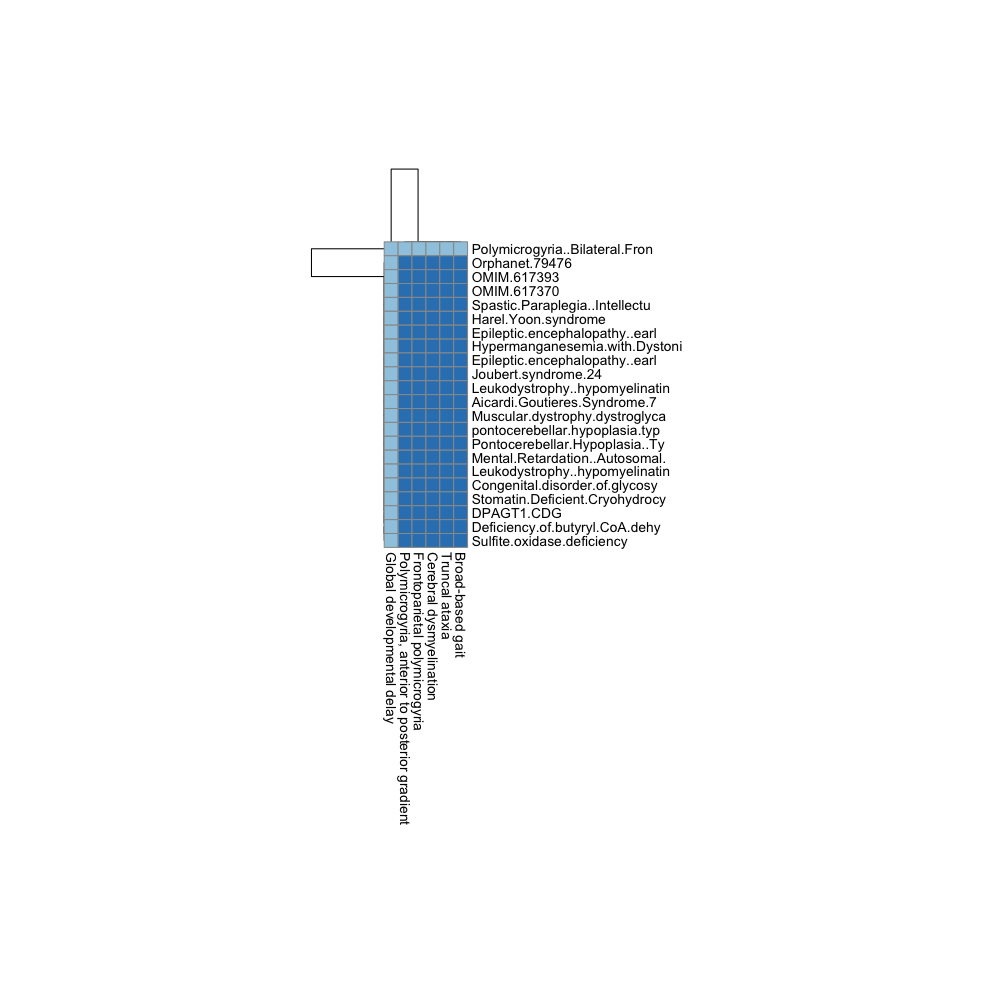 Polymicrogyria..Bilateral.Fron
Orphanet.79476
OMIM.617393
OMIM.617370
Spastic.Paraplegia..Intellectu
Harel.Yoon.syndrome
Epileptic.encephalopathy..earl
Hypermanganesemia.with.Dystoni
Epileptic.encephalopathy..earl
Joubert.syndrome.24
Leukodystrophy..hypomyelinatin
Aicardi.Goutieres.Syndrome.7
Muscular.dystrophy.dystroglyca
pontocerebellar.hypoplasia.typ
Pontocerebellar.Hypoplasia..Ty
Mental.Retardation..Autosomal.
Leukodystrophy..hypomyelinatin
Congenital.disorder.of.glycosy
Stomatin.Deficient.Cryohydrocy
DPAGT1.CDG
Deficiency.of.butyryl.CoA.dehy
Sulfite.oxidase.deficiency
Global developmental delay
Polymicrogyria, anterior to posterior gradient
Frontoparietal polymicrogyria
Cerebral dysmyelination
Truncal ataxia
Broad-based gait